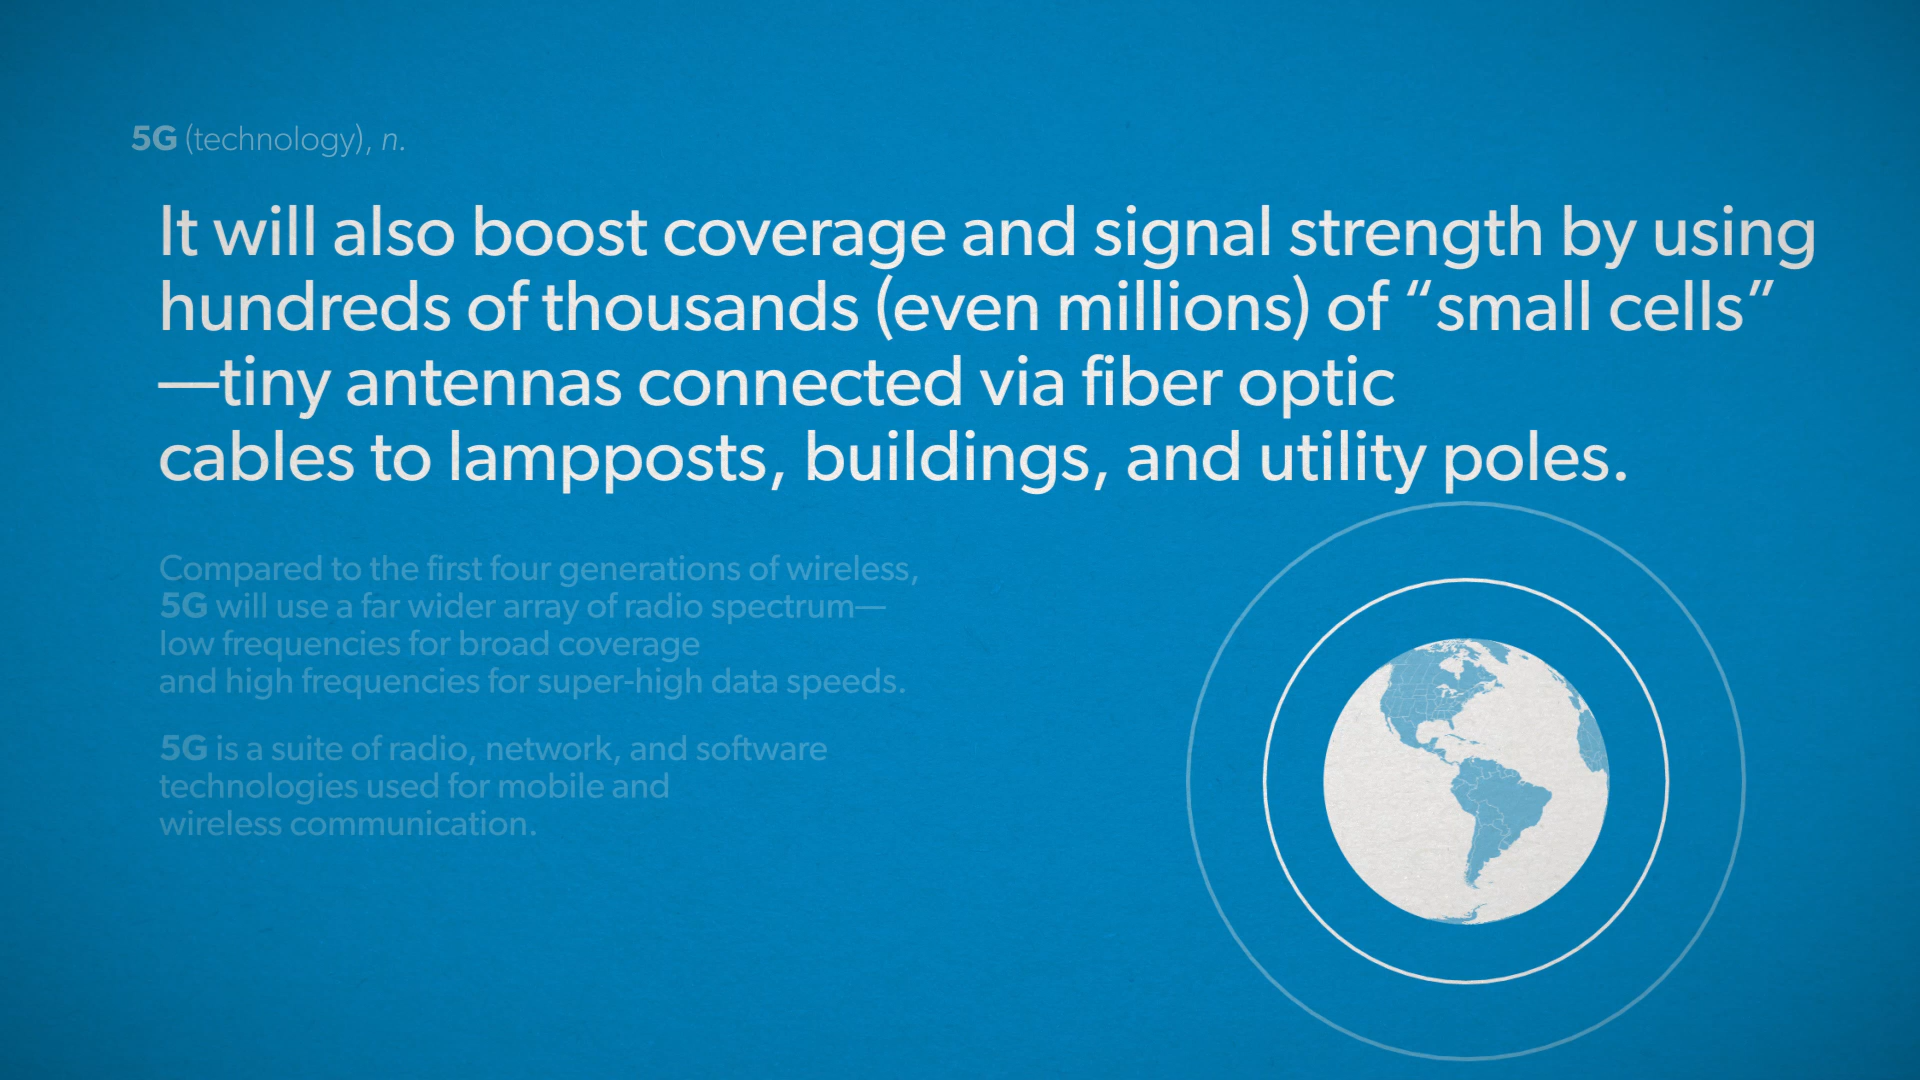 5G (technology), n.
It will also boost coverage and signal strength by using
hundreds of thousands (even millions) of “small cells”
—tiny antennas connected via fiber optic
cables to lampposts, buildings, and utility poles.
Compared to the first four generations of wireless,
5G will use a far wider array of radio spectrum—
low frequencies for broad coverage
and high frequencies for super-high data speeds.
5G is a suite of radio, network, and software
technologies used for mobile and
wireless communication.